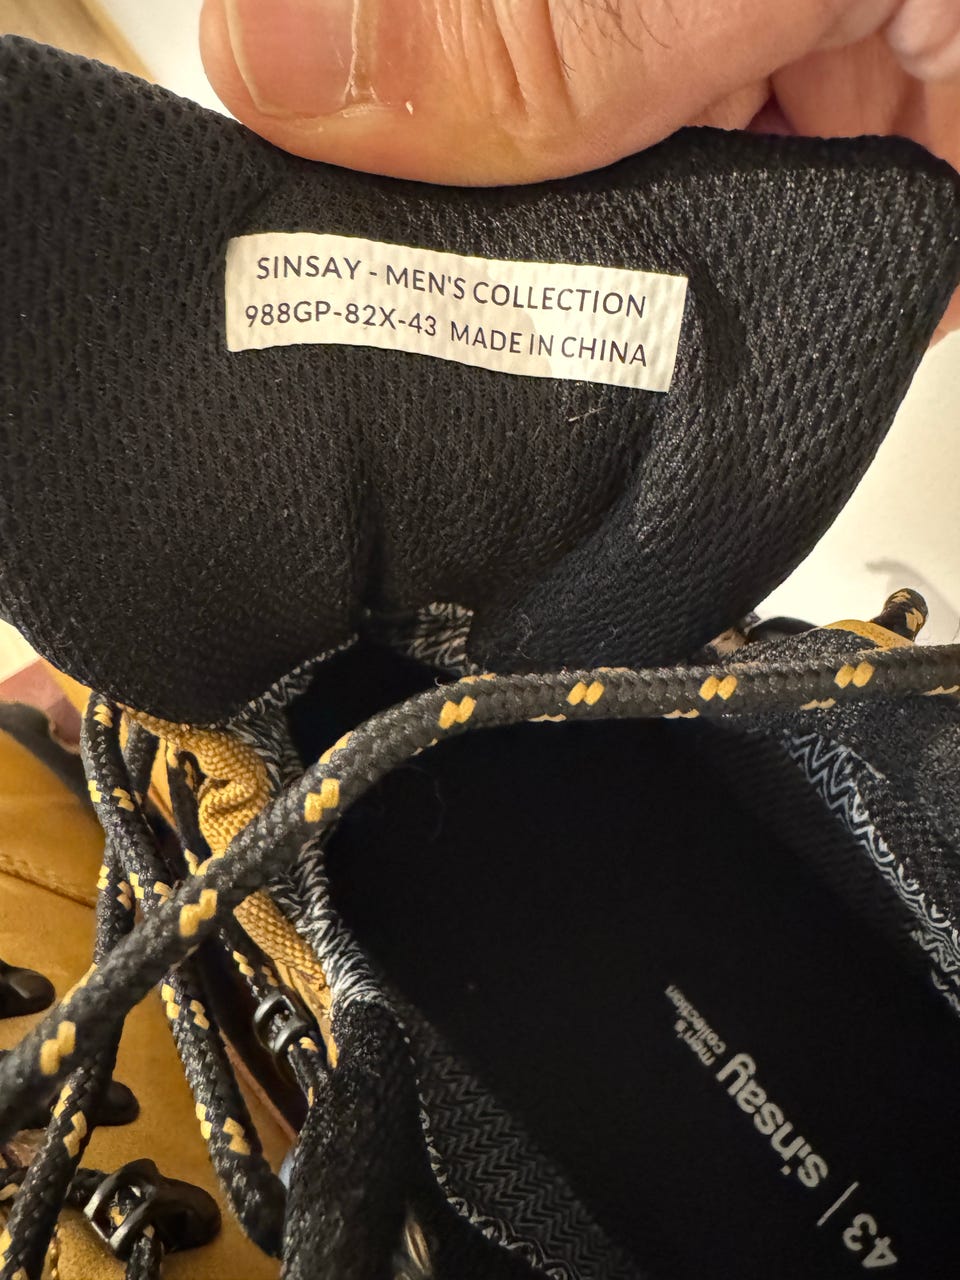 SINSAY - MEN'S COLLECTION
988GP-82X-43 MADE IN CHINA
43 | sinsay men's
collection